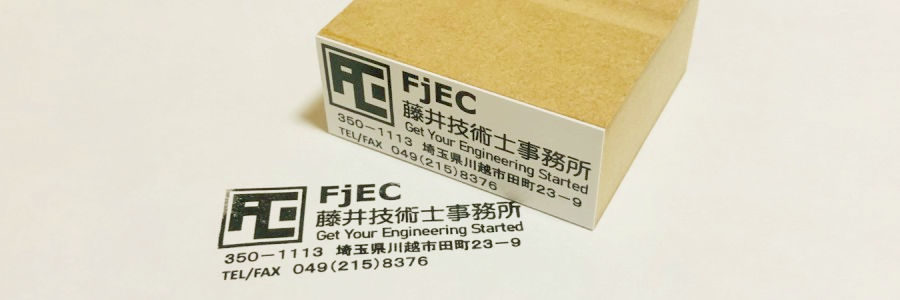 FjEC
藤井技術士事務所
Get Your Engineering Started
350-1113 埼玉県川越市田町23-9
TEL/FAX 049(215)8376
FjEC
藤井技術士事務所
Get Your Engineering Started
350-1113 埼玉県川越市田町23-9
TEL/FAX 049(215)8376